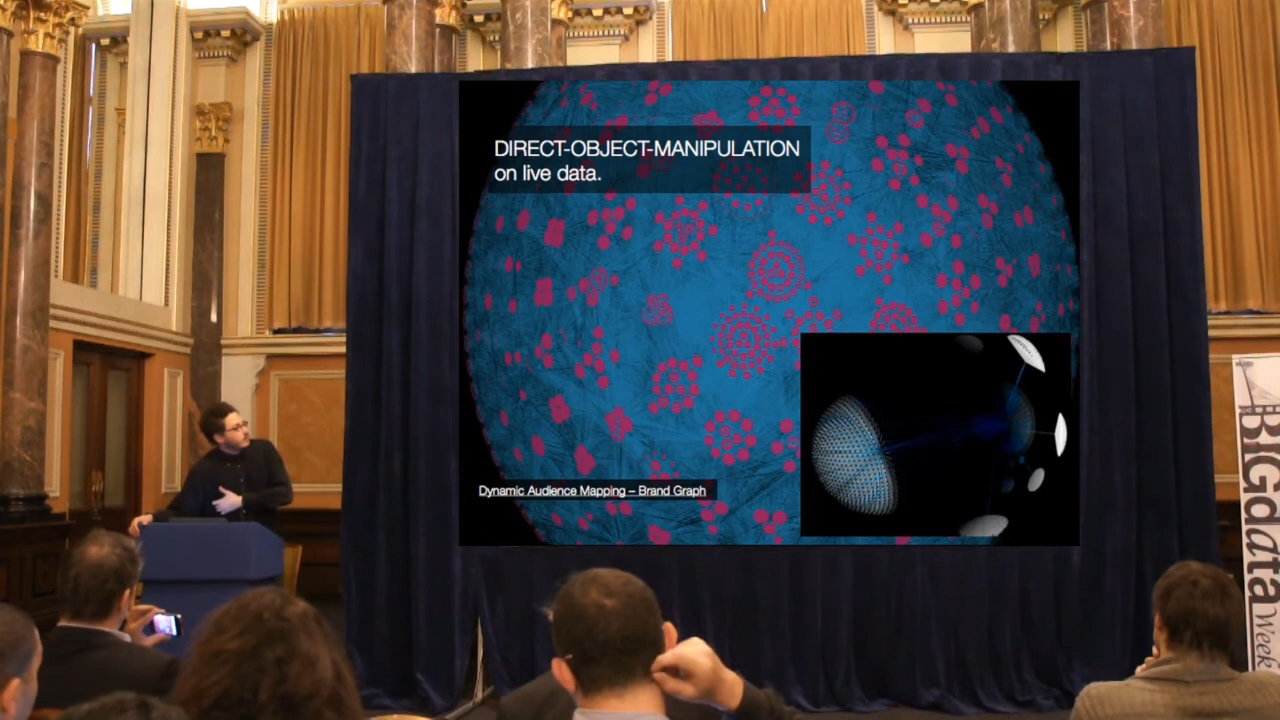 DIRECT-OBJECT-MANIPULATION
on live data.
Dynamic Audience Mapping – Brand Graph
BIGdata Week